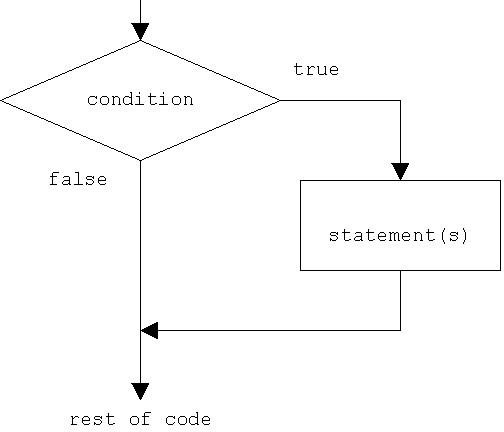 true
condition
false
statement(s)
rest of code